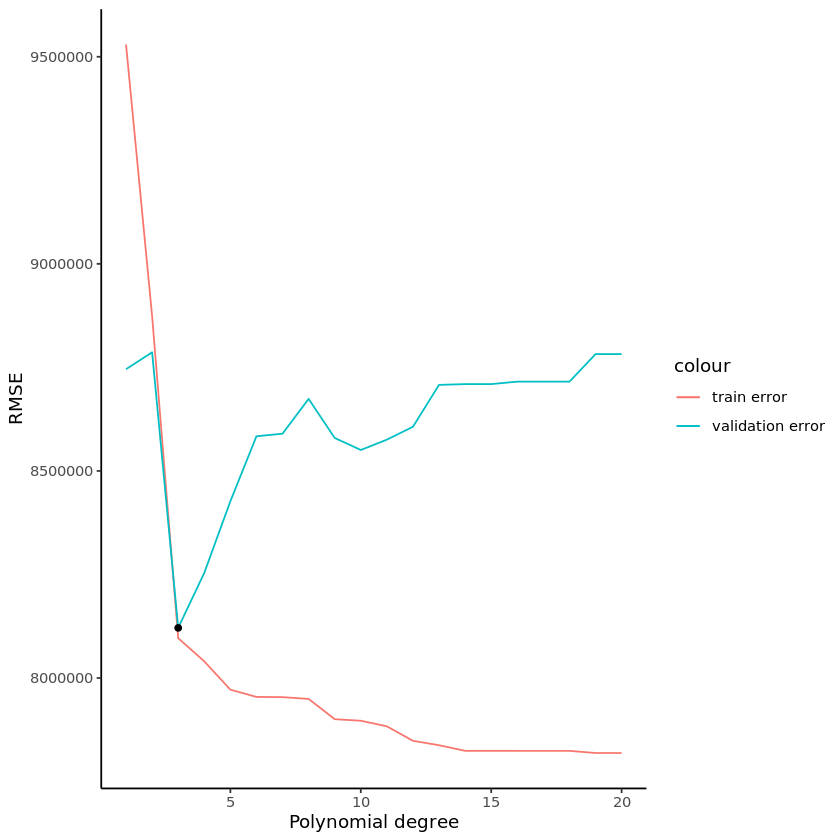 RMSE
9500000
9000000
8500000
8000000
5
10
15
20
Polynomial degree
colour
train error
validation error